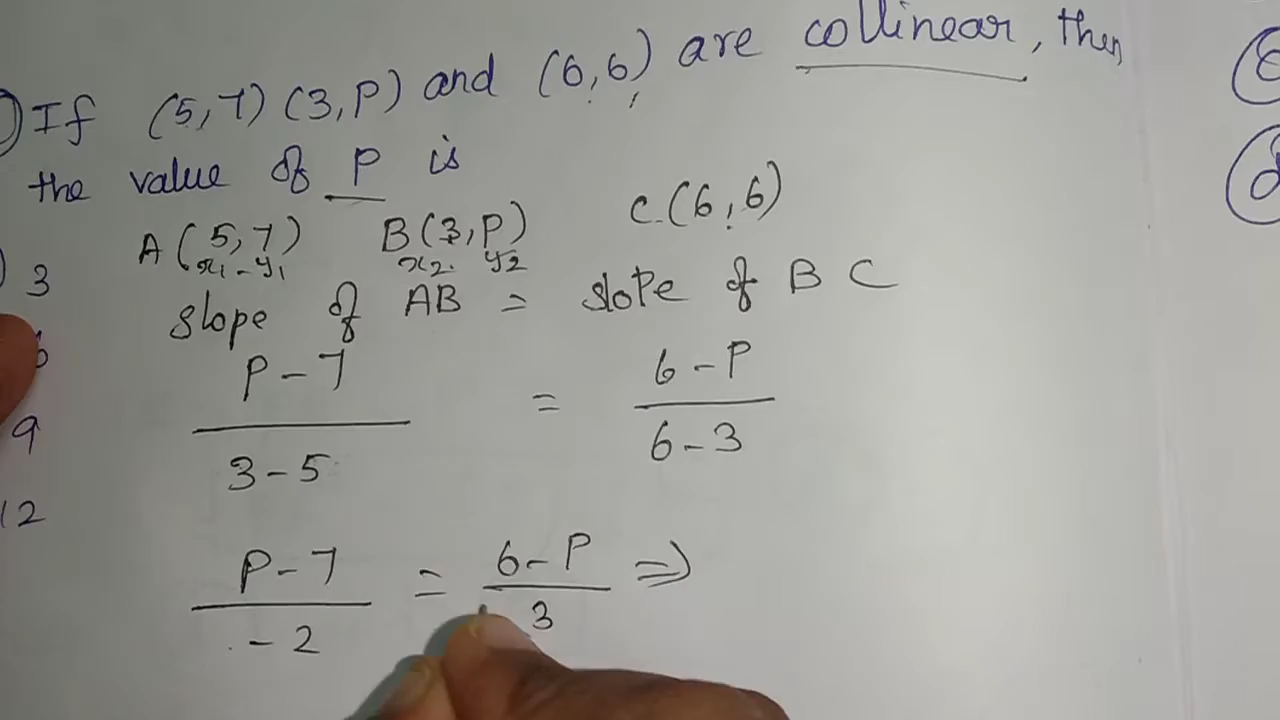 If (5,7) (3,P) and (6,6) are collinear, then
the value of P is
A(5,7) B(3,P) C(6,6)
x1 - y1 x2. y2
slope of AB = slope of BC
3
P-7 = 6-P
3-5 6-3
9
12
P-7 = 6-P ⇒
-2 3